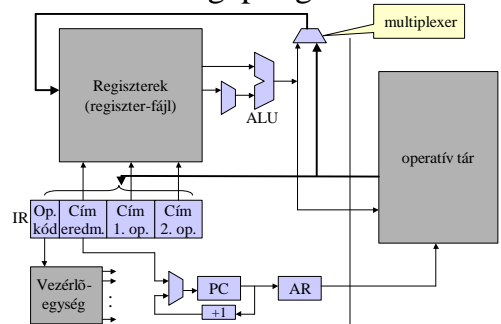 multiplexer
Regiszterek
(regiszter-fájl)
ALU
operatív tár
IR
Op. kód
Cím eredm.
Cím 1. op.
Cím 2. op.
Vezérlõ-
egység
PC
AR
+1